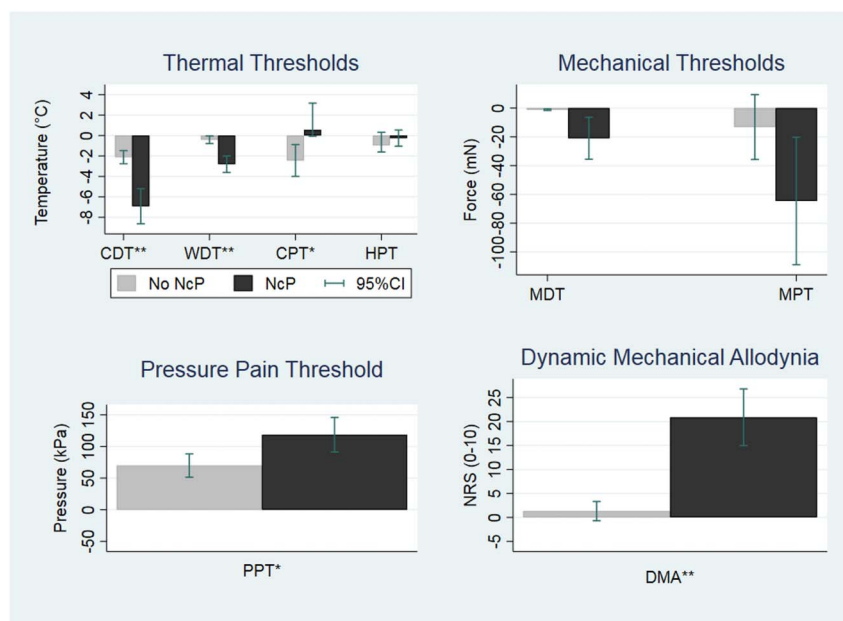 Thermal Thresholds
Temperature (°C)
4
2
0
-2
-4
-6
-8
CDT**
WDT**
CPT*
HPT
No NcP
NcP
95%CI
Mechanical Thresholds
Force (mN)
0
-20
-40
-60
-80
-100
MDT
MPT
Pressure Pain Threshold
Pressure (kPa)
150
100
50
0
-50
PPT*
Dynamic Mechanical Allodynia
NRS (0-10)
25
20
15
10
5
0
-5
DMA**